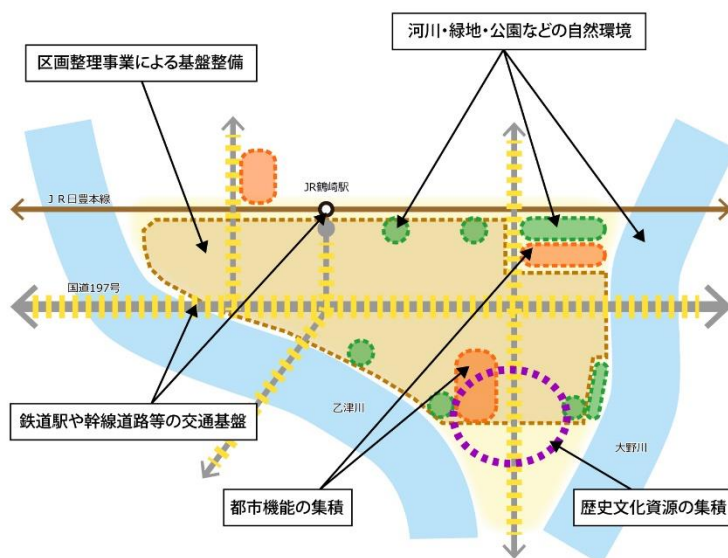 河川・緑地・公園などの自然環境
区画整理事業による基盤整備
JR鶴崎駅
JR日豊本線
国道197号
鉄道駅や幹線道路等の交通基盤
乙津川
大野川
都市機能の集積
歴史文化資源の集積